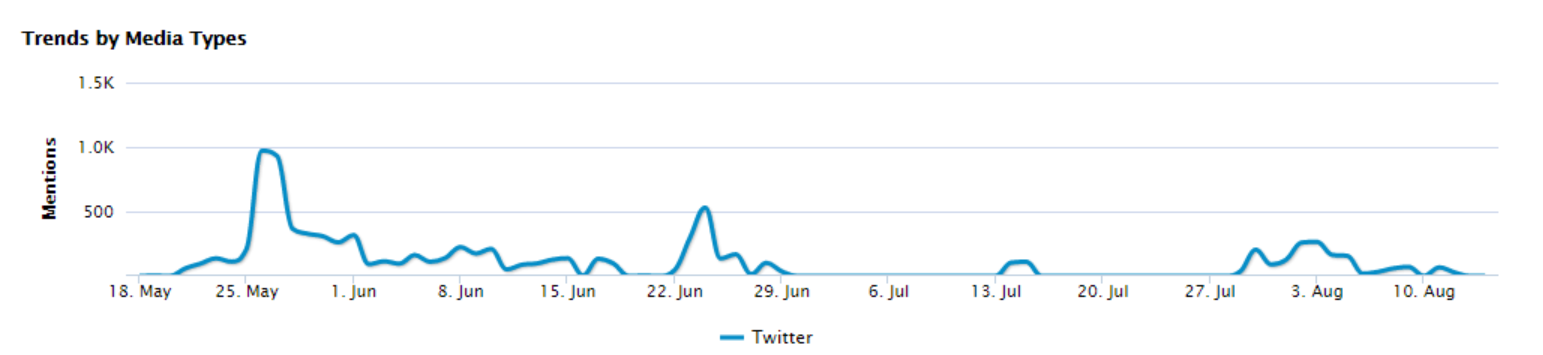 Trends by Media Types
1.5K
1.0K
500
Mentions
18. May 25. May 1. Jun 8. Jun 15. Jun 22. Jun 29. Jun 6. Jul 13. Jul 20. Jul 27. Jul 3. Aug 10. Aug
Twitter